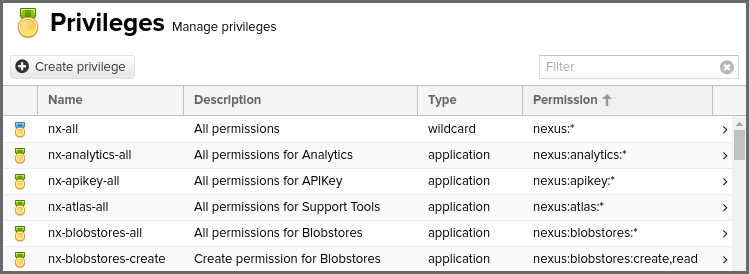 Privileges Manage privileges
Create privilege Filter
Name Description Type Permission
nx-all All permissions wildcard nexus:*
nx-analytics-all All permissions for Analytics application nexus:analytics:*
nx-apikey-all All permissions for APIKey application nexus:apikey:*
nx-atlas-all All permissions for Support Tools application nexus:atlas:*
nx-blobstores-all All permissions for Blobstores application nexus:blobstores:*
nx-blobstores-create Create permission for Blobstores application nexus:blobstores:create,read